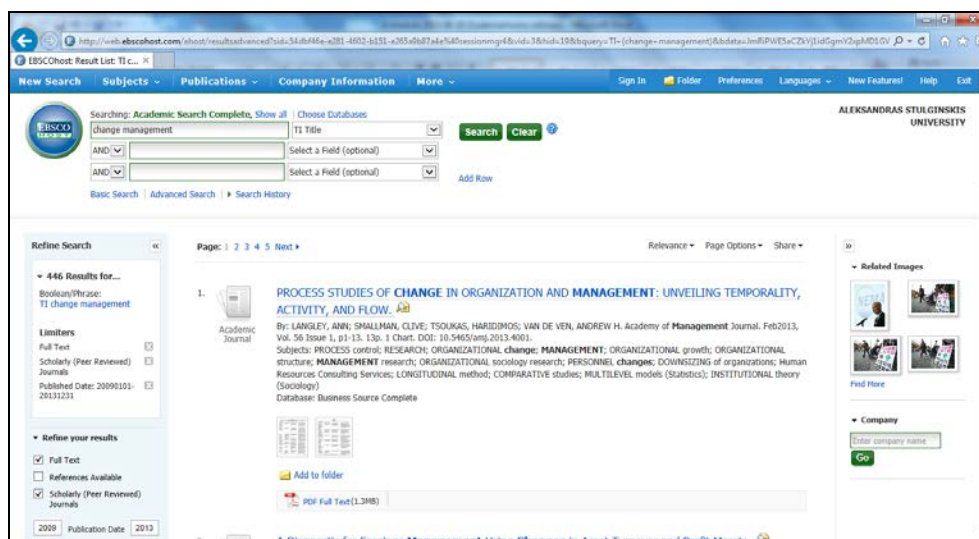 http://web.ebscohost.com/ehost/resultsadvanced?
EBSCOhost: Result List: TI c...
New Search Subjects Publications Company Information More Sign In Folder Preferences Languages New Features! Help Exit
Searching: Academic Search Complete, Show all | Choose Databases
ALEKSANDRAS STULGINSKIS
UNIVERSITY
EBSCO
HOST
change management TI Title Search Clear
AND Select a Field (optional)
AND Select a Field (optional) Add Row
Basic Search | Advanced Search | Search History
Refine Search
Page: 1 2 3 4 5 Next Relevance Page Options Share
446 Results for...
Boolean/Phrase:
TI change management
Limiters
Full Text
Scholarly (Peer Reviewed)
Journals
Published Date: 20090101-
20131231
Refine your results
Full Text
References Available
Scholarly (Peer Reviewed)
Journals
2009 Publication Date 2013
1.
Academic
Journal
PROCESS STUDIES OF CHANGE IN ORGANIZATION AND MANAGEMENT: UNVEILING TEMPORALITY,
ACTIVITY, AND FLOW.
By: LANGLEY, ANN; SMALLMAN, CLIVE; TSOUKAS, HARIDIMOS; VAN DE VEN, ANDREW H. Academy of Management Journal. Feb2013,
Vol. 56 Issue 1, p1-13. 13p. 1 Chart. DOI: 10.5465/amj.2013.4001.
Subjects: PROCESS control; RESEARCH; ORGANIZATIONAL change; MANAGEMENT; ORGANIZATIONAL growth; ORGANIZATIONAL
structure; MANAGEMENT research; ORGANIZATIONAL sociology research; PERSONNEL changes; DOWNSIZING of organizations; Human
Resources Consulting Services; LONGITUDINAL method; COMPARATIVE studies; MULTILEVEL models (Statistics); INSTITUTIONAL theory
(Sociology)
Database: Business Source Complete
Add to folder
PDF Full Text (1.3MB)
Related Images
Find More
Company
Enter company name
Go